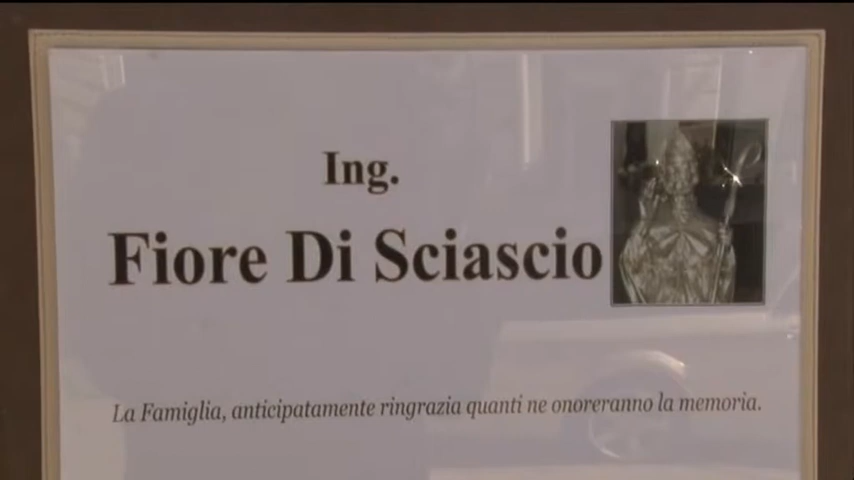 Ing.
Fiore Di Sciascio
La Famiglia, anticipatamente ringrazia quanti ne onoreranno la memoria.